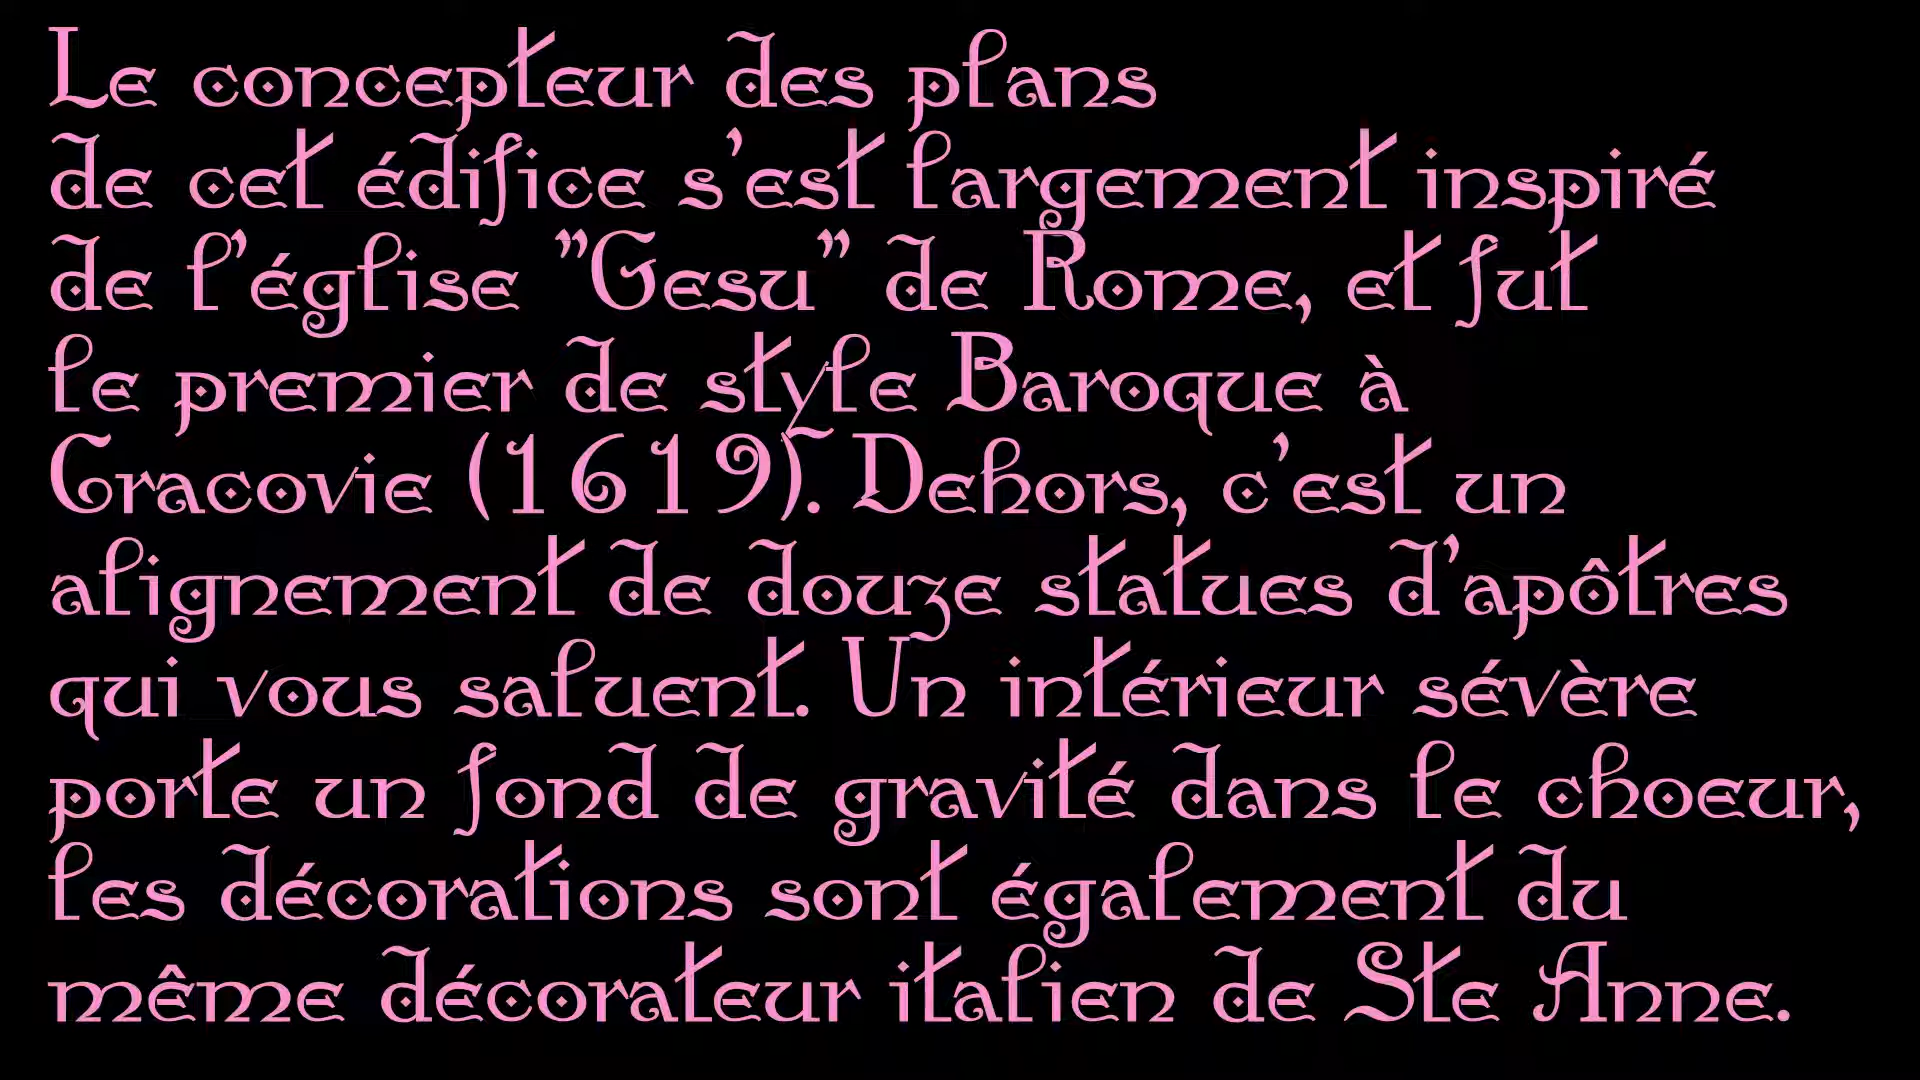 Le concepteur des plans
de cet édifice s'est largement inspiré
de l'église "Gesu" de Rome, et fut
le premier de style Baroque à
Cracovie (1619). Dehors, c'est un
alignement de douze statues d'apôtres
qui vous saluent. Un intérieur sévère
porte un fond de gravité dans le choeur,
les décorations sont également du
même décorateur italien de Ste Anne.